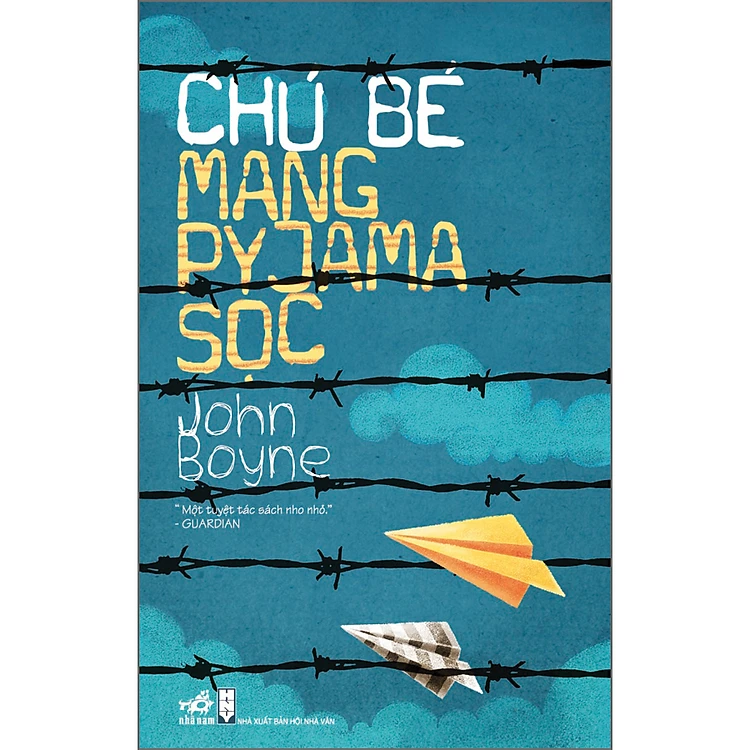 CHÚ BÉ
MANG
PYJAMA
SỌC
John
Boyne
“ Một tuyệt tác sách nho nhỏ.”
- GUARDIAN
nhã nam
HNV
NHÀ XUẤT BẢN HỘI NHÀ VĂN